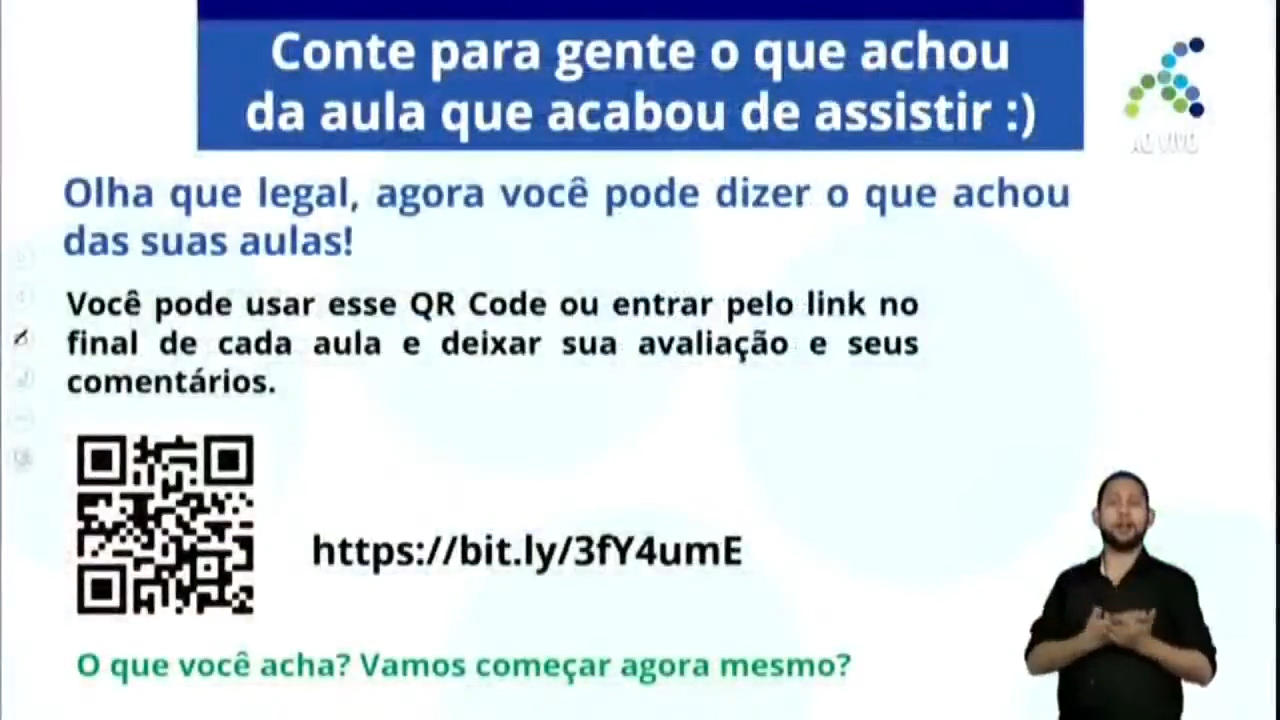 Conte para gente o que achou
da aula que acabou de assistir :)
AO VIVO
Olha que legal, agora você pode dizer o que achou
das suas aulas!
Você pode usar esse QR Code ou entrar pelo link no
final de cada aula e deixar sua avaliação e seus
comentários.
https://bit.ly/3fY4umE
O que você acha? Vamos começar agora mesmo?